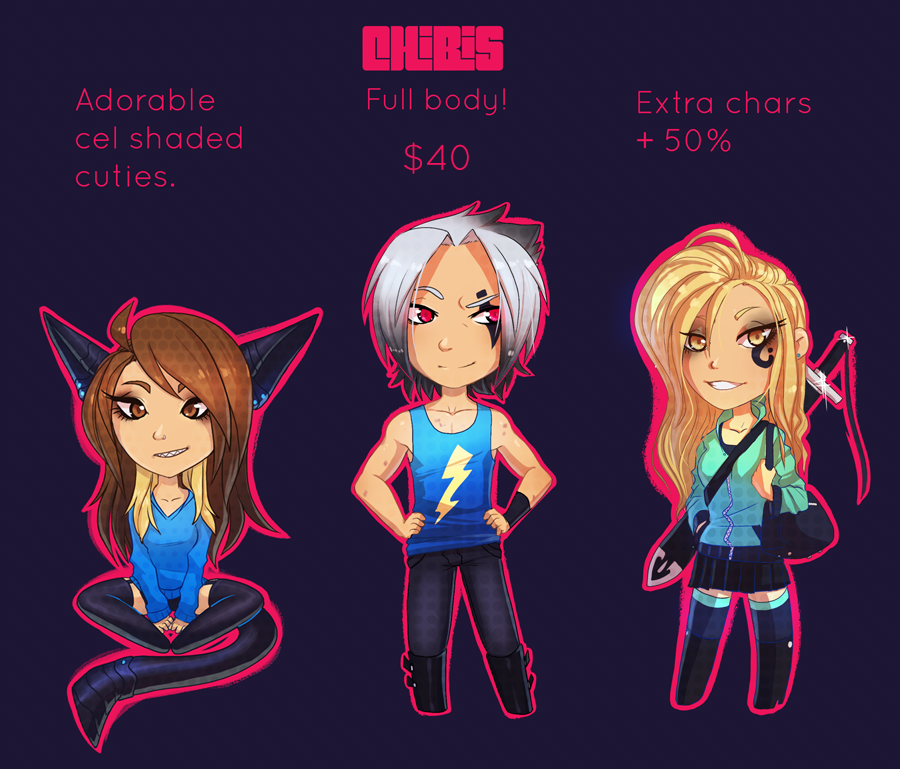 CHiBiS
Adorable
cel shaded
cuties.
Full body!
$40
Extra chars
+ 50%